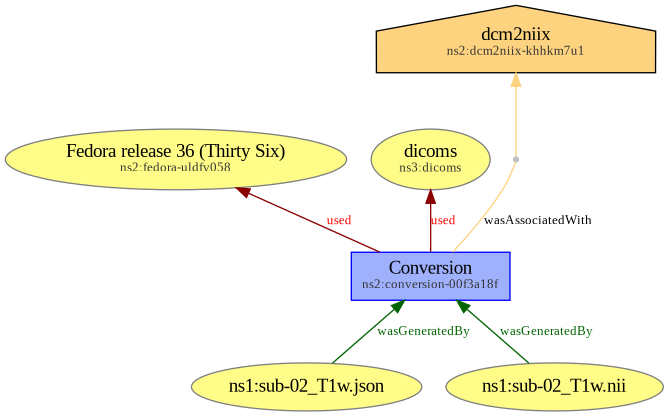 dcm2niix
ns2:dcm2niix-khhkm7u1
Fedora release 36 (Thirty Six)
ns2:fedora-uldfv058
dicoms
ns3:dicoms
used
used
wasAssociatedWith
Conversion
ns2:conversion-00f3a18f
wasGeneratedBy
wasGeneratedBy
ns1:sub-02_T1w.json
ns1:sub-02_T1w.nii